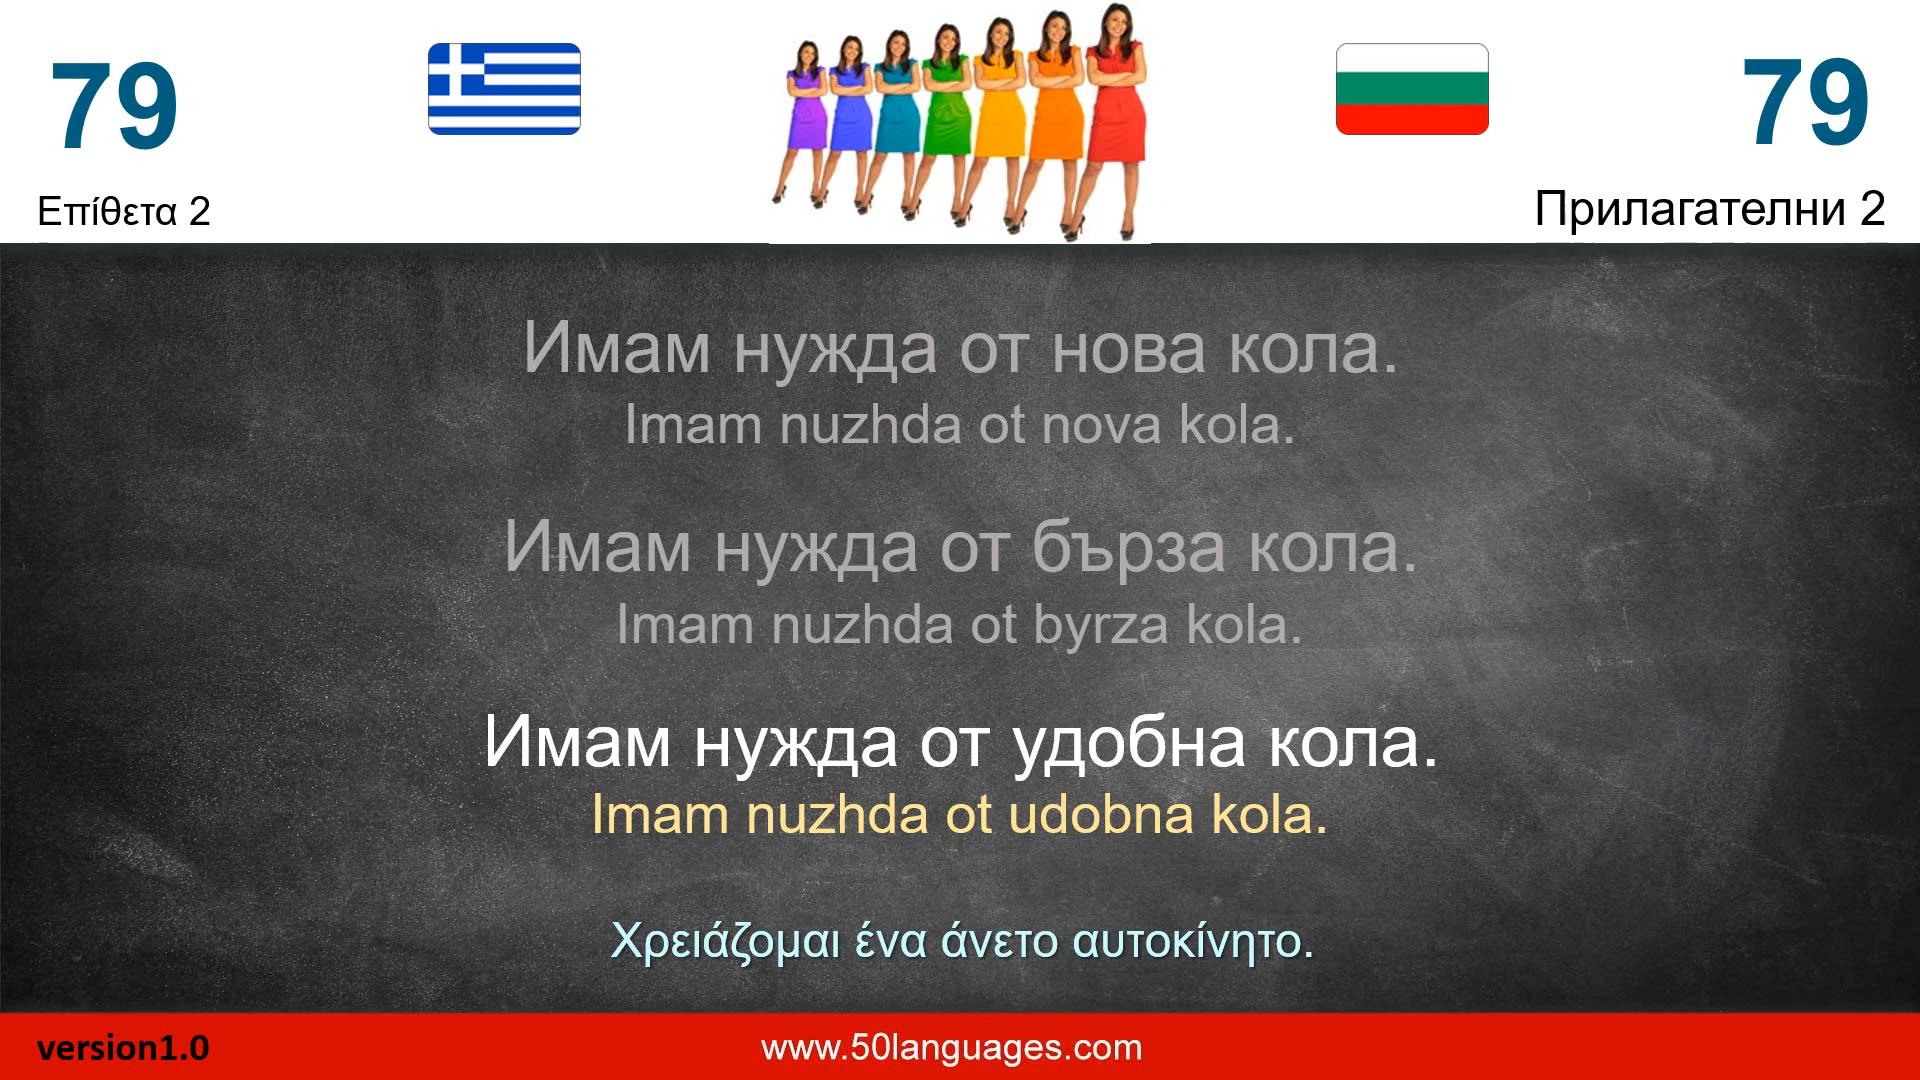 79
79
Επίθετα 2
Прилагателни 2
Имам нужда от нова кола.
Imam nuzhda ot nova kola.
Имам нужда от бърза кола.
Imam nuzhda ot byrza kola.
Имам нужда от удобна кола.
Imam nuzhda ot udobna kola.
Χρειάζομαι ένα άνετο αυτοκίνητο.
version1.0
www.50languages.com